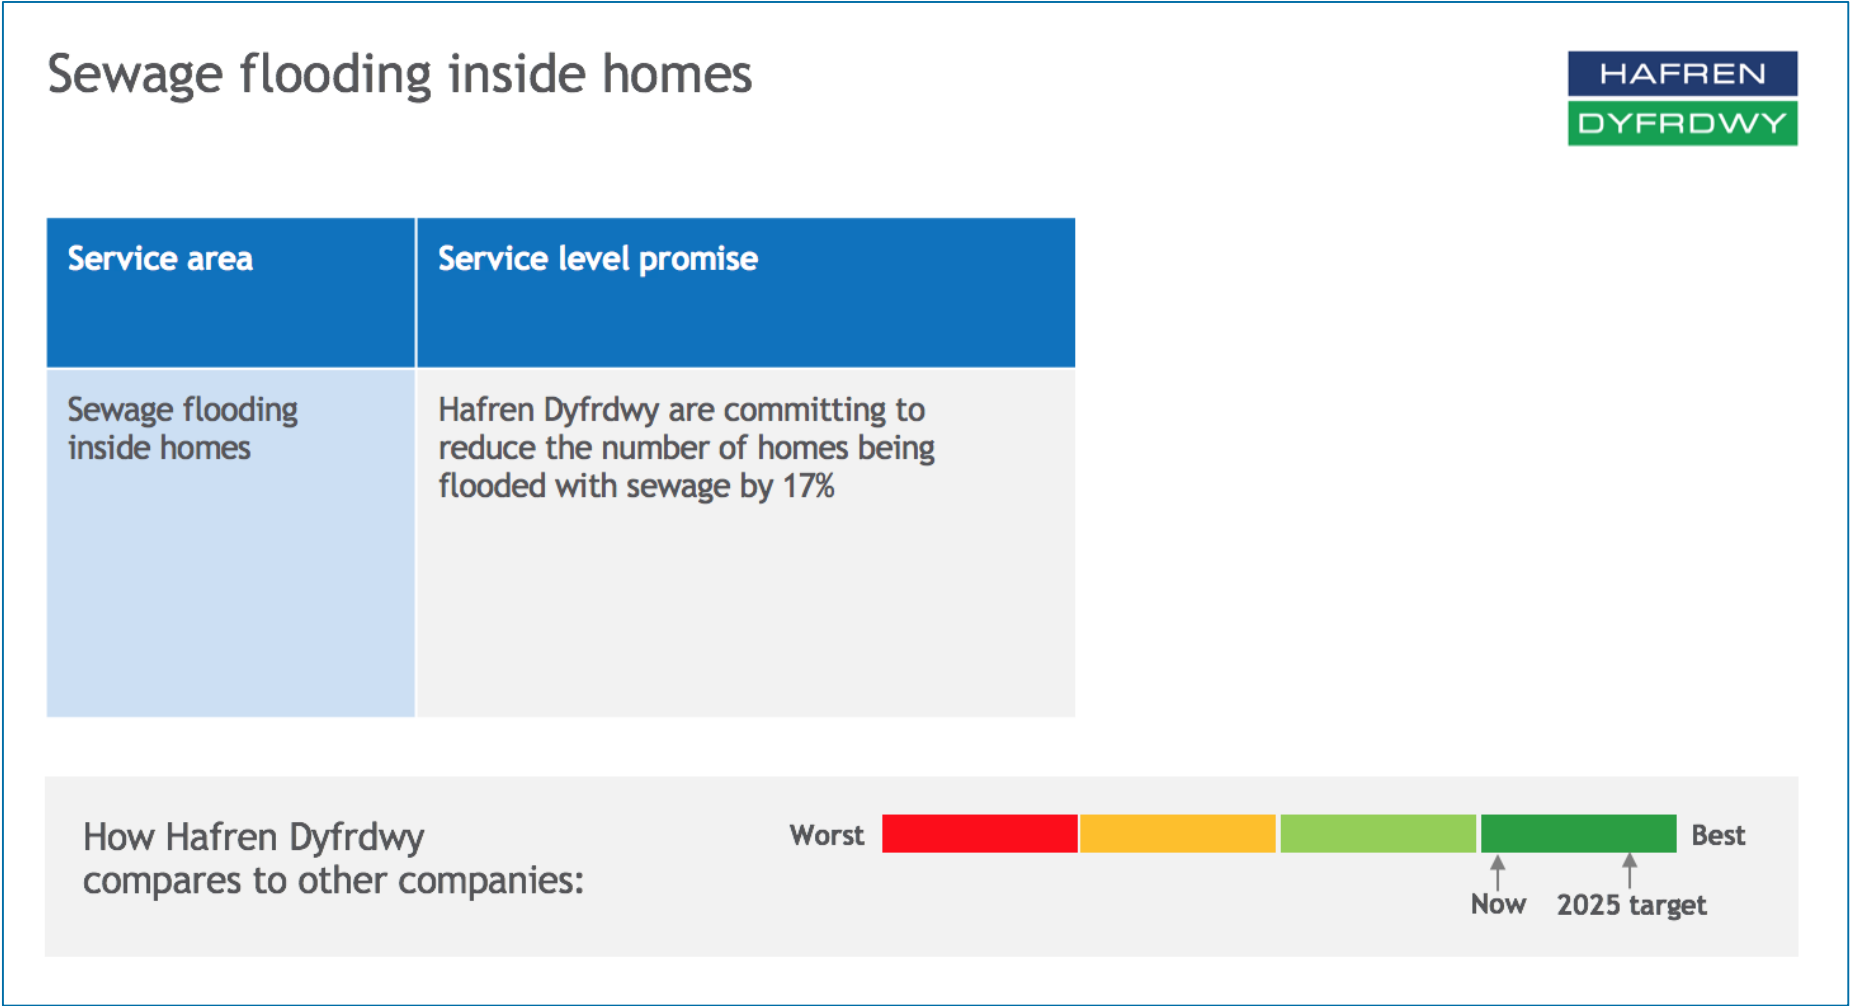 Sewage flooding inside homes
HAFREN
DYFRDWY
Service area
Service level promise
Sewage flooding
inside homes
Hafren Dyfrdwy are committing to
reduce the number of homes being
flooded with sewage by 17%
How Hafren Dyfrdwy
compares to other companies:
Worst
Best
Now
2025 target